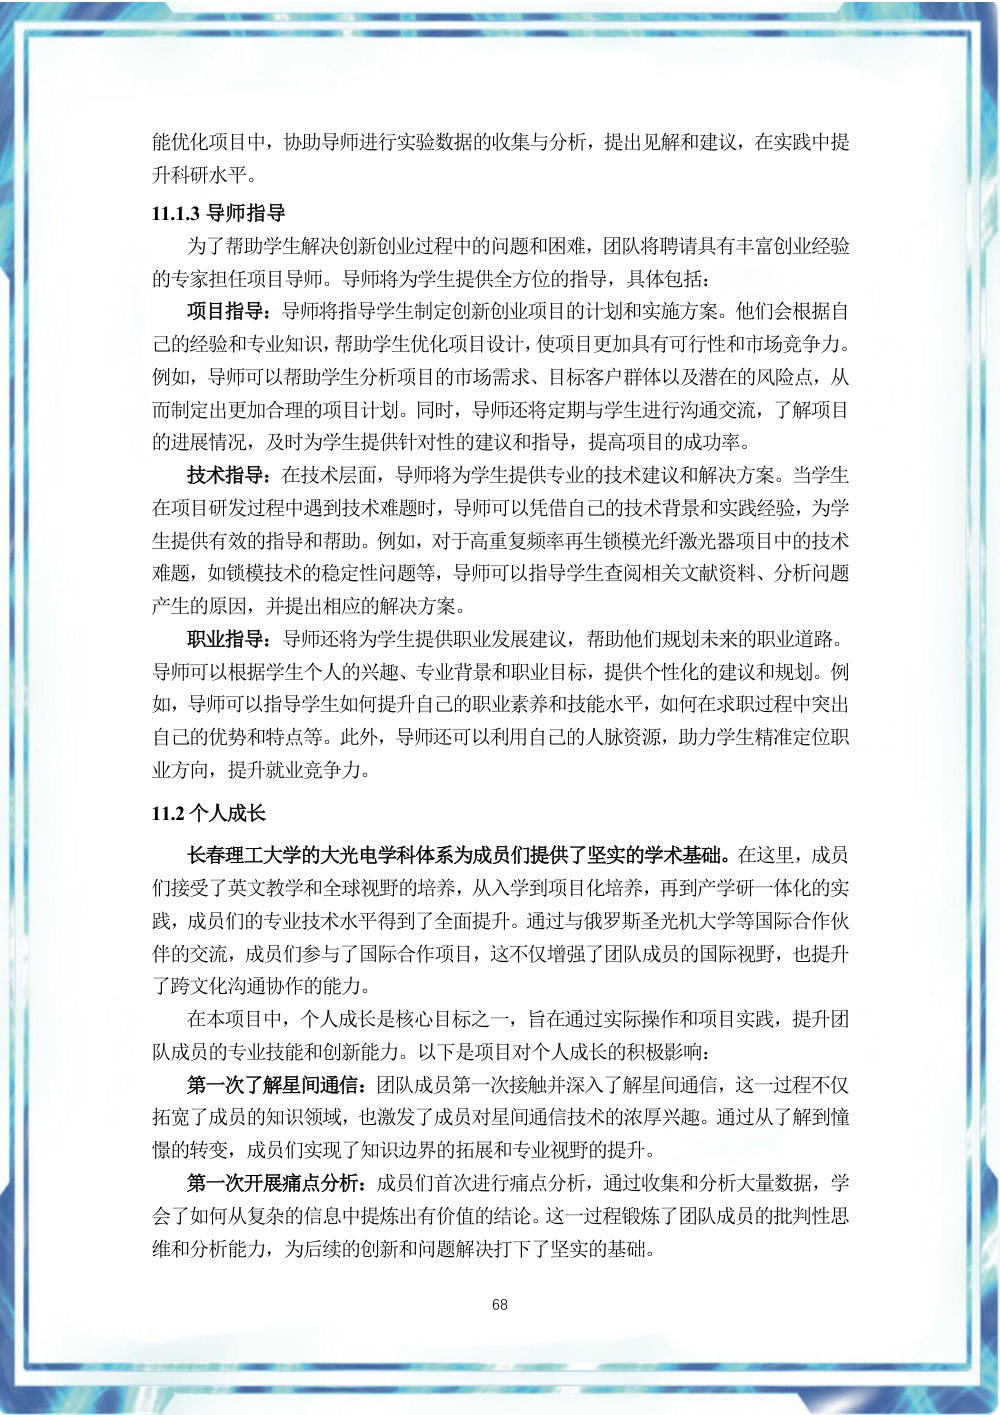 能优化项目中，协助导师进行实验数据的收集与分析，提出见解和建议，在实践中提
升科研水平。
11.1.3 导师指导
为了帮助学生解决创新创业过程中的问题和困难，团队将聘请具有丰富创业经验
的专家担任项目导师。导师将为学生提供全方位的指导，具体包括：
项目指导：导师将指导学生制定创新创业项目的计划和实施方案。他们会根据自
己的经验和专业知识，帮助学生优化项目设计，使项目更加具有可行性和市场竞争力。
例如，导师可以帮助学生分析项目的市场需求、目标客户群体以及潜在的风险点，从
而制定出更加合理的项目计划。同时，导师还将定期与学生进行沟通交流，了解项目
的进展情况，及时为学生提供针对性的建议和指导，提高项目的成功率。
技术指导：在技术层面，导师将为学生提供专业的技术建议和解决方案。当学生
在项目研发过程中遇到技术难题时，导师可以凭借自己的技术背景和实践经验，为学
生提供有效的指导和帮助。例如，对于高重复频率再生锁模光纤激光器项目中的技术
难题，如锁模技术的稳定性问题等，导师可以指导学生查阅相关文献资料、分析问题
产生的原因，并提出相应的解决方案。
职业指导：导师还将为学生提供职业发展建议，帮助他们规划未来的职业道路。
导师可以根据学生个人的兴趣、专业背景和职业目标，提供个性化的建议和规划。例
如，导师可以指导学生如何提升自己的职业素养和技能水平，如何在求职过程中突出
自己的优势和特点等。此外，导师还可以利用自己的人脉资源，助力学生精准定位职
业方向，提升就业竞争力。
11.2 个人成长
长春理工大学的大光电学科体系为成员们提供了坚实的学术基础。在这里，成员
们接受了英文教学和全球视野的培养，从入学到项目化培养，再到产学研一体化的实
践，成员们的专业技术水平得到了全面提升。通过与俄罗斯圣光机大学等国际合作伙
伴的交流，成员们参与了国际合作项目，这不仅增强了团队成员的国际视野，也提升
了跨文化沟通协作的能力。
在本项目中，个人成长是核心目标之一，旨在通过实际操作和项目实践，提升团
队成员的专业技能和创新能力。以下是项目对个人成长的积极影响：
第一次了解星间通信：团队成员第一次接触并深入了解星间通信，这一过程不仅
拓宽了成员的知识领域，也激发了成员对星间通信技术的浓厚兴趣。通过从了解到憧
憬的转变，成员们实现了知识边界的拓展和专业视野的提升。
第一次开展痛点分析：成员们首次进行痛点分析，通过收集和分析大量数据，学
会了如何从复杂的信息中提炼出有价值的结论。这一过程锻炼了团队成员的批判性思
维和分析能力，为后续的创新和问题解决打下了坚实的基础。
68